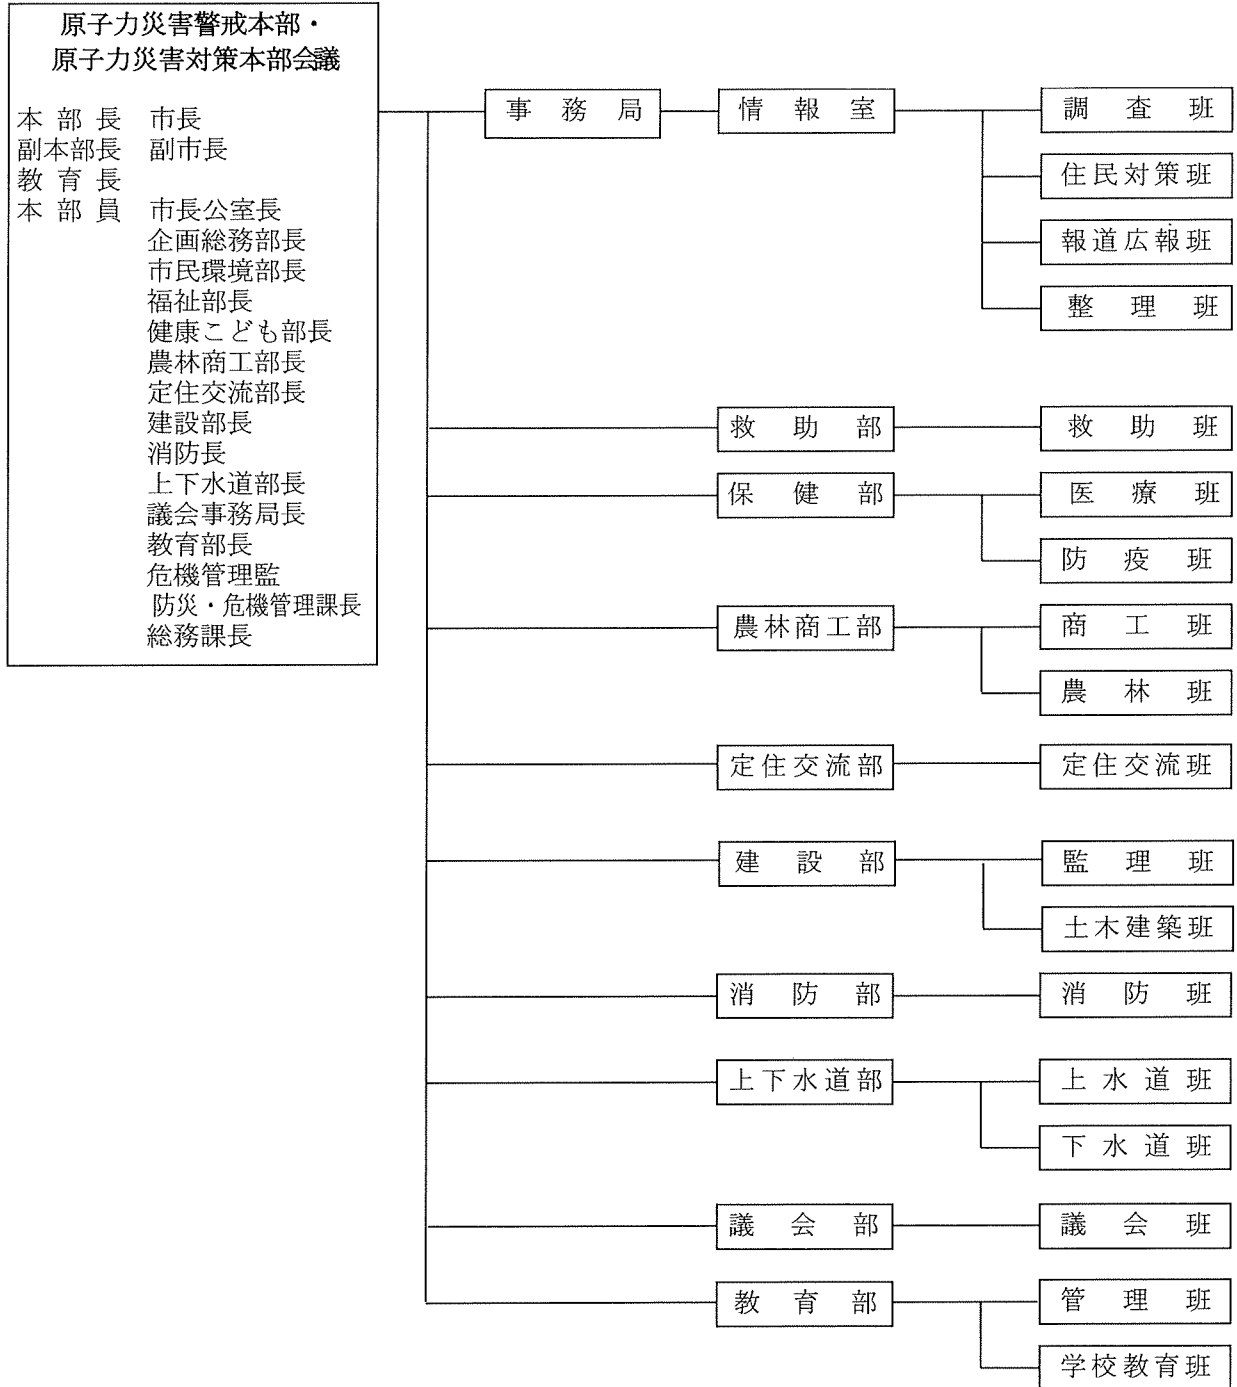 原子力災害警戒本部・
原子力災害対策本部会議
本部長 市長
副本部長 副市長
教育長
本部員 市長公室長
企画総務部長
市民環境部長
福祉部長
健康こども部長
農林商工部長
定住交流部長
建設部長
消防長
上下水道部長
議会事務局長
教育部長
危機管理監
防災・危機管理課長
総務課長
事務局
情報室
調査班
住民対策班
報道広報班
整理班
救助部
救助班
保健部
医療班
防疫班
農林商工部
商工班
農林班
定住交流部
定住交流班
建設部
監理班
土木建築班
消防部
消防班
上下水道部
上水道班
下水道班
議会部
議会班
教育部
管理班
学校教育班